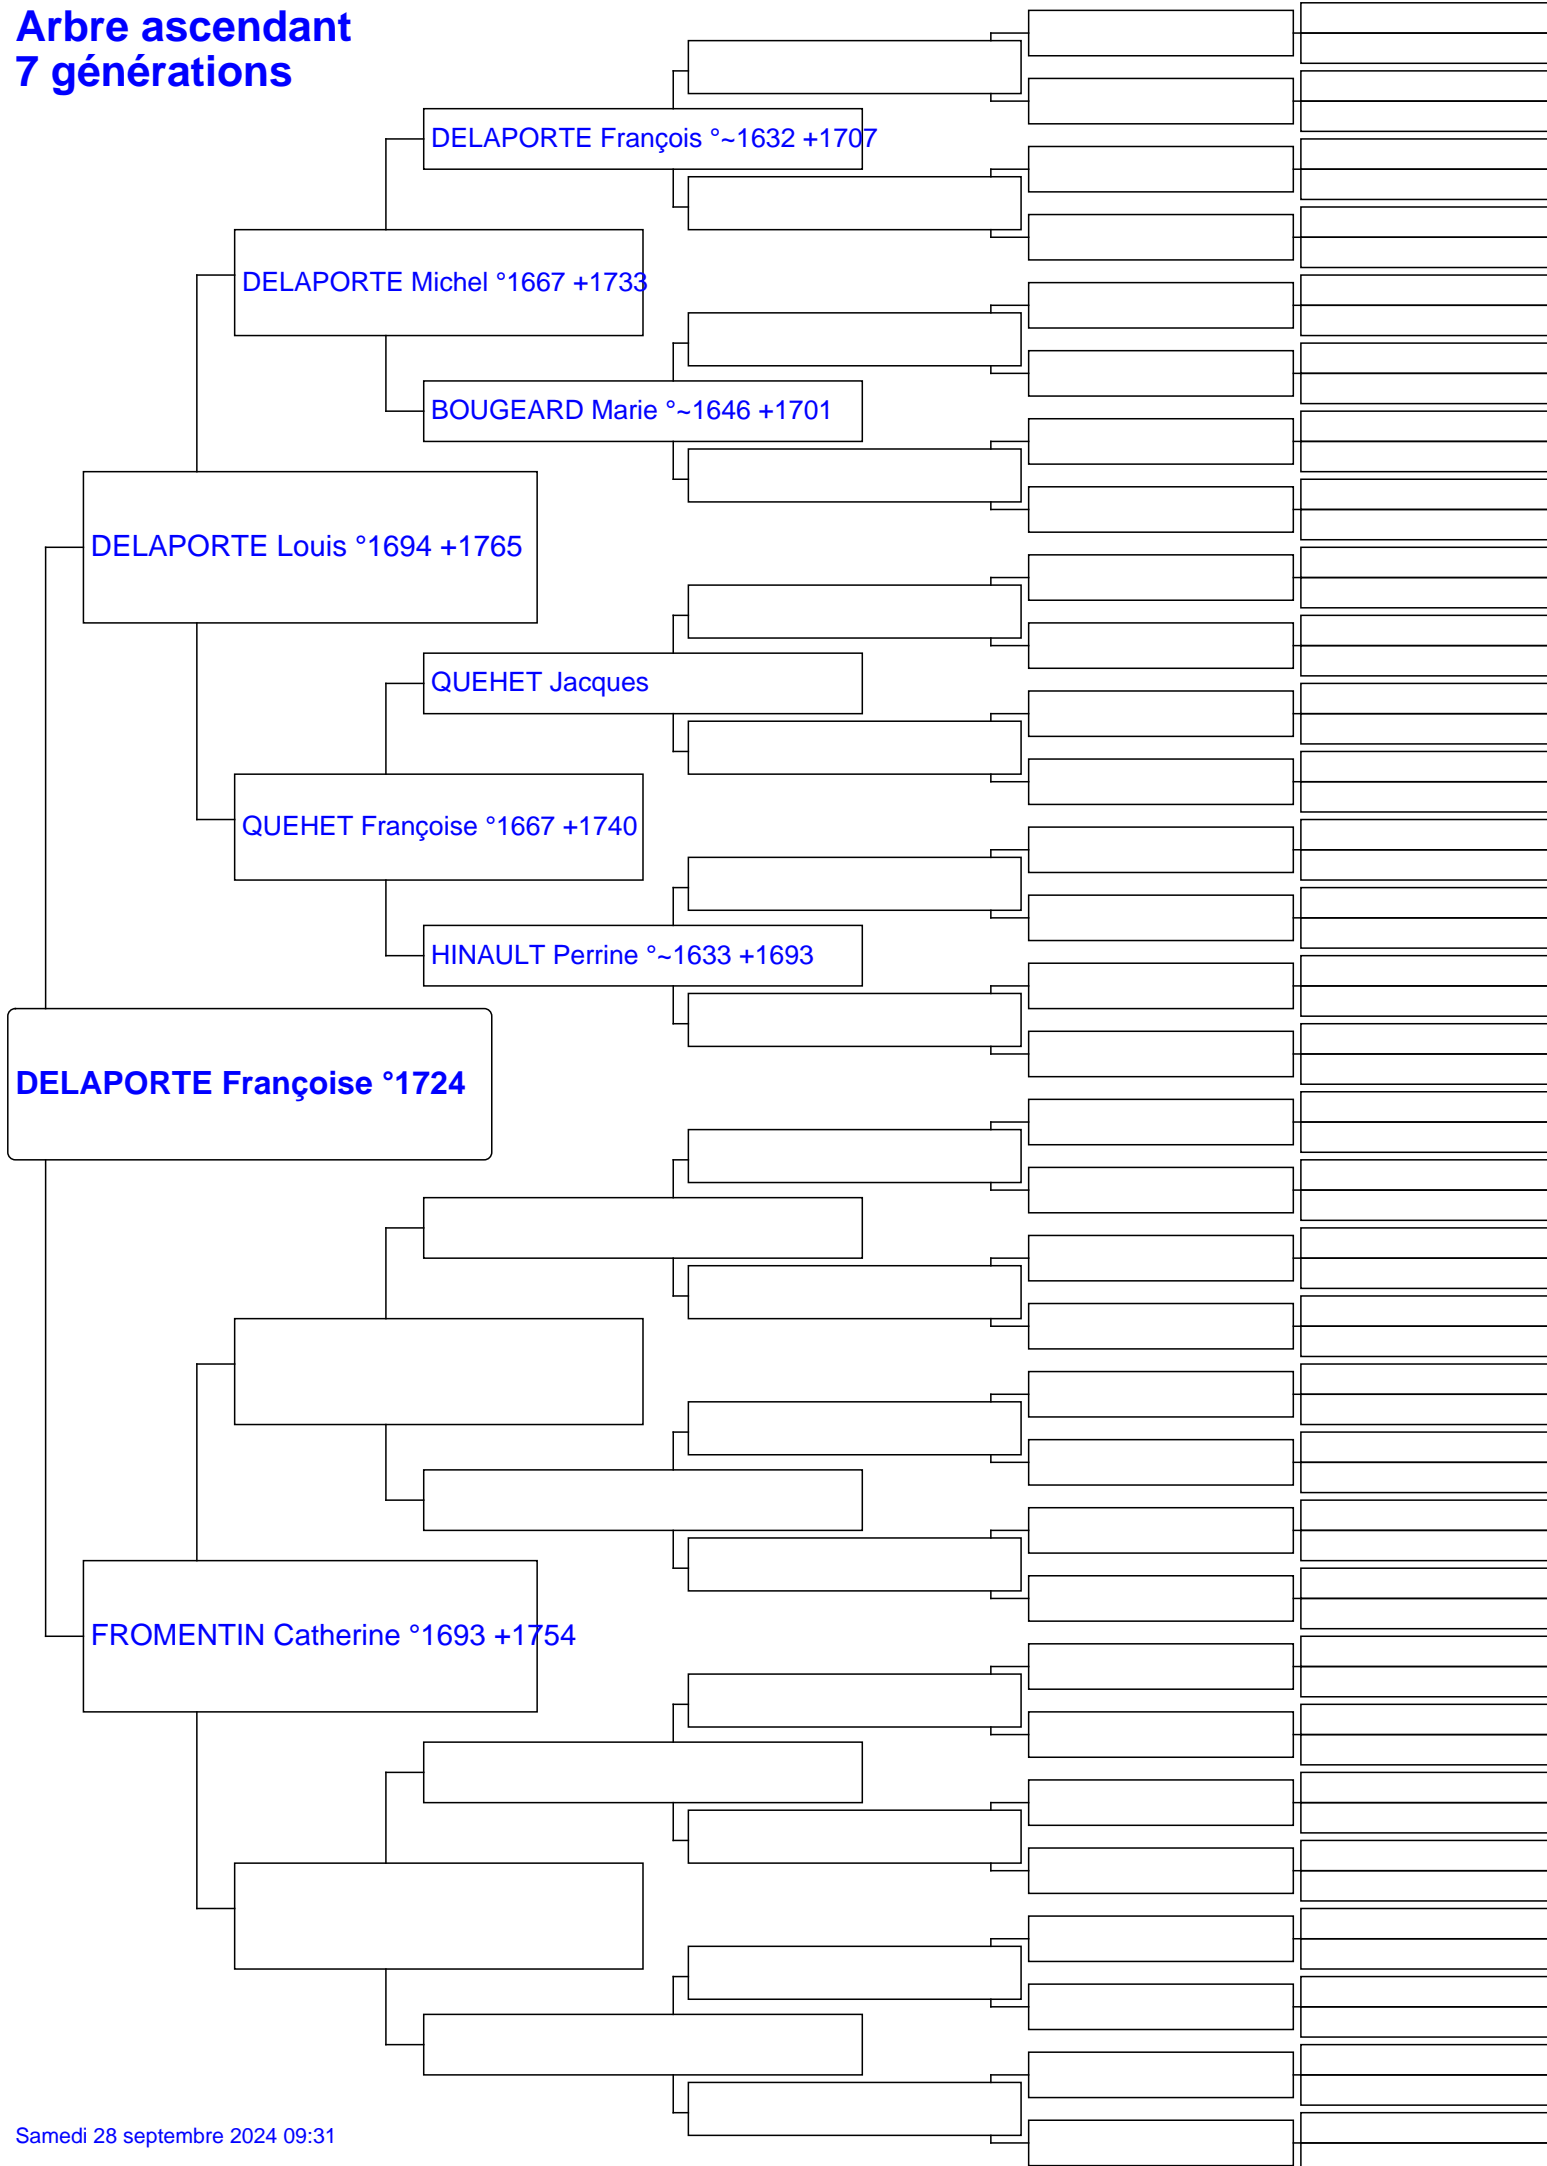 Arbre ascendant
7 générations
DELAPORTE François °~1632 +1707
DELAPORTE Michel °1667 +1733
BOUGEARD Marie °~1646 +1701
DELAPORTE Louis °1694 +1765
QUEHET Jacques
QUEHET Françoise °1667 +1740
HINAULT Perrine °~1633 +1693
DELAPORTE Françoise °1724
FROMENTIN Catherine °1693 +1754
Samedi 28 septembre 2024 09:31